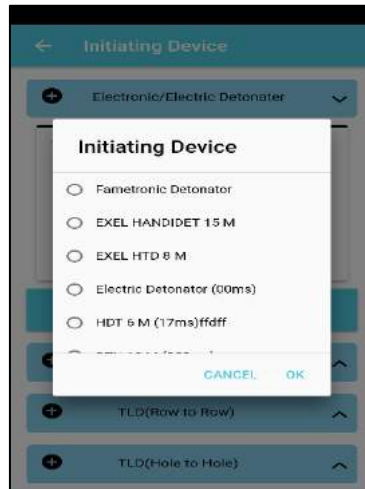 Initiating Device
Electronic/Electric Detonater
Initiating Device
Fametronic Detonator
EXEL HANDIDET 15 M
EXEL HTD 8 M
Electric Detonator (00ms)
HDT 6 M (17ms)ffdff
CANCEL OK
TLD(Row to Row)
TLD(Hole to Hole)